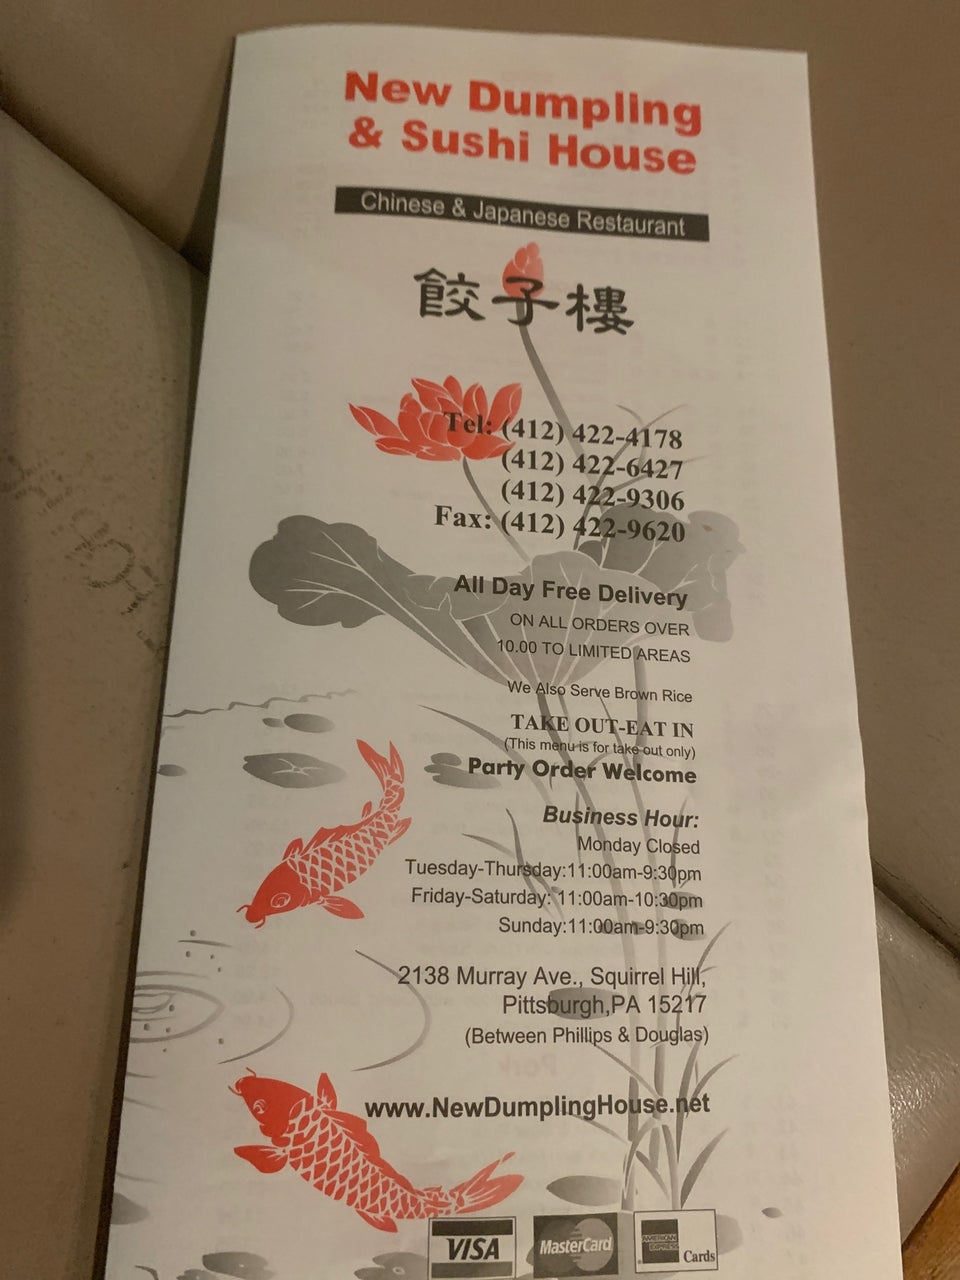 New Dumpling
& Sushi House
Chinese & Japanese Restaurant
餃子樓
Tel: (412) 422-4178
(412) 422-6427
(412) 422-9306
Fax: (412) 422-9620
All Day Free Delivery
ON ALL ORDERS OVER
10.00 TO LIMITED AREAS
We Also Serve Brown Rice
TAKE OUT-EAT IN
(This menu is for take out only)
Party Order Welcome
Business Hour:
Monday Closed
Tuesday-Thursday:11:00am-9:30pm
Friday-Saturday: 11:00am-10:30pm
Sunday:11:00am-9:30pm
2138 Murray Ave., Squirrel Hill,
Pittsburgh,PA 15217
(Between Phillips & Douglas)
www.NewDumplingHouse.net
VISA MasterCard AMERICAN EXPRESS Cards